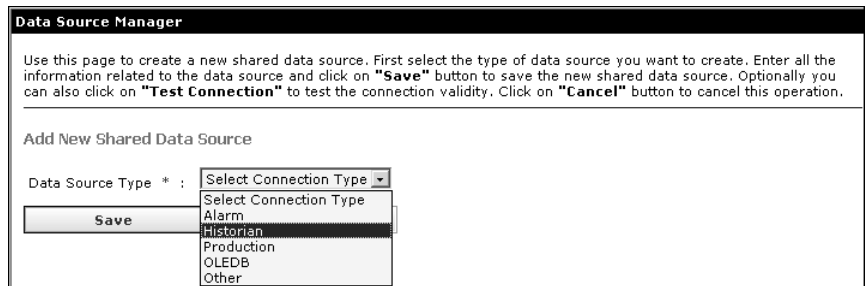 Data Source Manager
Use this page to create a new shared data source. First select the type of data source you want to create. Enter all the
information related to the data source and click on "Save" button to save the new shared data source. Optionally you
can also click on "Test Connection" to test the connection validity. Click on "Cancel" button to cancel this operation.
Add New Shared Data Source
Data Source Type * : Select Connection Type
Select Connection Type
Save Alarm
Historian
Production
OLEDB
Other